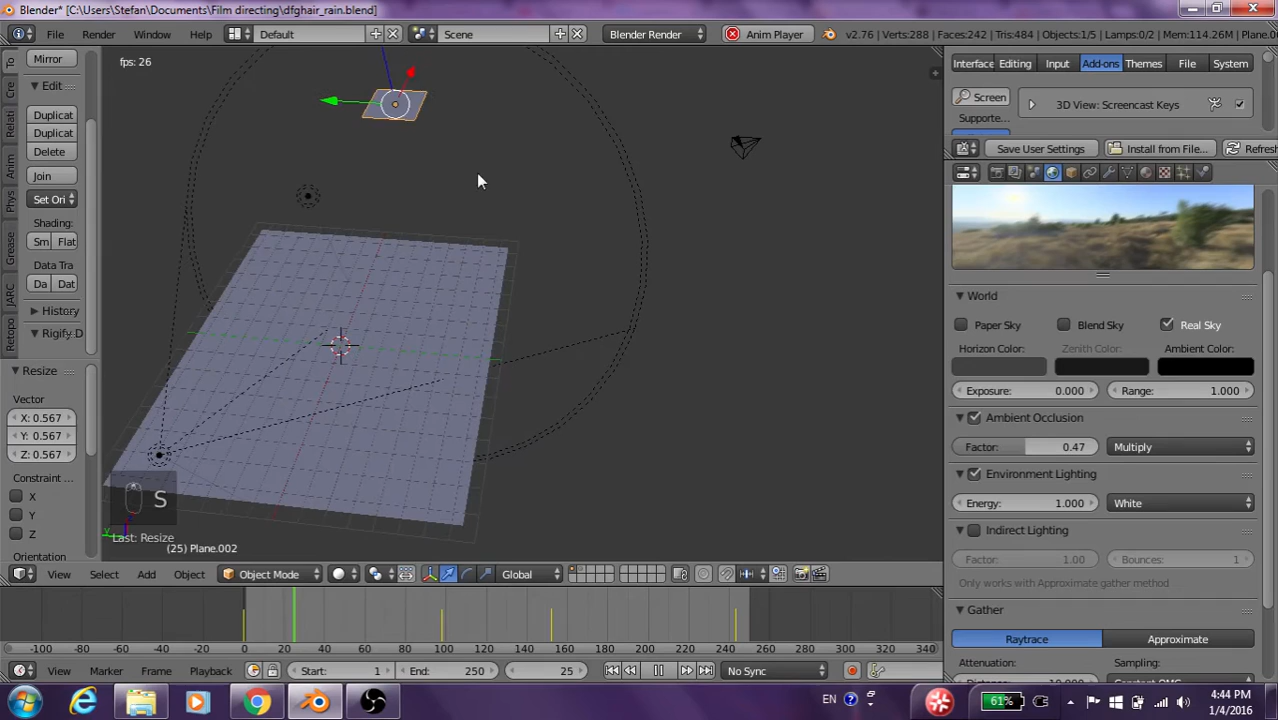 Blender* [C:\Users\Stefan\Documents\Film directing\dfghair_rain.blend]
File Render Window Help Default Scene Blender Render Anim Player v2.76 | Verts:288 | Faces:242 | Tris:484 | Objects:1/5 | Lamps:0/2 | Mem:114.26M | Plane.00
To
Cre
Relati
Anim
Phys
Grease
JARC
Retopo
Mirror
Edit
Duplicat
Duplicat
Delete
Join
Set Ori
Shading:
Sm Flat
Data Tra
Da Dat
History
Rigify D
Resize
Vector
X: 0.567
Y: 0.567
Z: 0.567
Constraint ...
X
Y
Z
Orientation
fps: 26
S
Last: Resize
(25) Plane.002
View Select Add Object Object Mode Global
-100 -80 -60 -40 -20 0 20 40 60 80 100 120 140 160 180 200 220 240 260 280 300 320 340
View Marker Frame Playback Start: 1 End: 250 25 No Sync
Interface Editing Input Add-ons Themes File System
Screen
Supporte...
3D View: Screencast Keys
Save User Settings Install from File... Refresh
World
Paper Sky Blend Sky Real Sky
Horizon Color: Zenith Color: Ambient Color:
Exposure: 0.000 Range: 1.000
Ambient Occlusion
Factor: 0.47 Multiply
Environment Lighting
Energy: 1.000 White
Indirect Lighting
Factor: 1.00 Bounces: 1
Only works with Approximate gather method
Gather
Raytrace Approximate
Attenuation: Sampling:
EN 61% 4:44 PM
1/4/2016